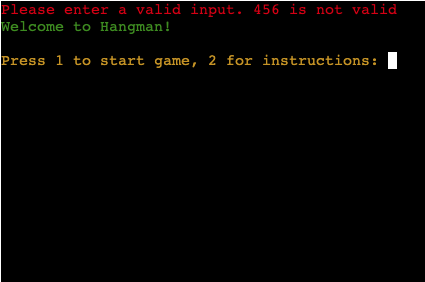 Please enter a valid input. 456 is not valid
Welcome to Hangman!
Press 1 to start game, 2 for instructions: